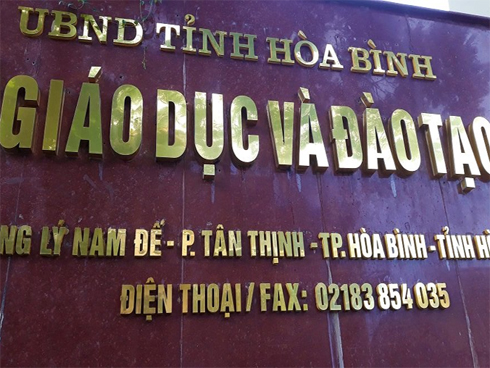 UBND TỈNH HÒA BÌNH
GIÁO DỤC VÀ ĐÀO TẠO
LÝ NAM ĐẾ - P. TÂN THỊNH - TP. HÒA BÌNH - TỈNH
ĐIỆN THOẠI / FAX: 02183 854 035